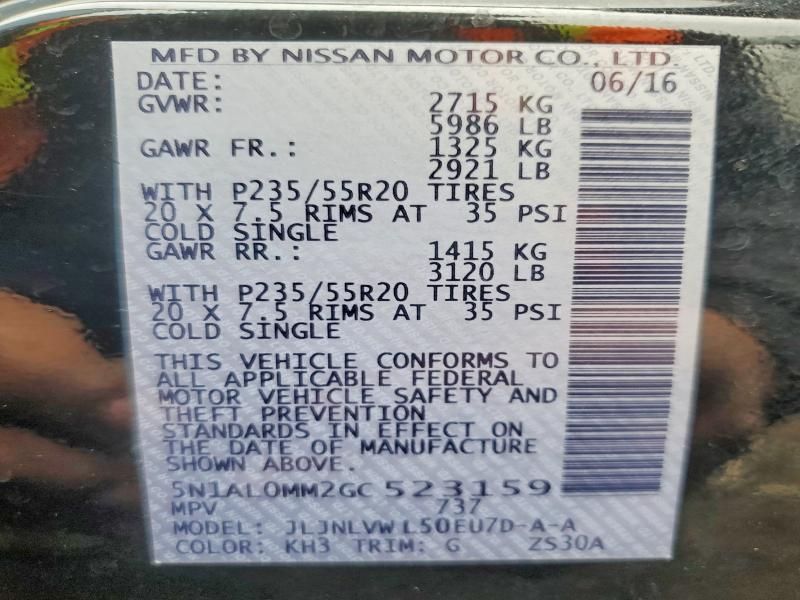 MFD BY NISSAN MOTOR CO., LTD.
DATE: 06/16
GVWR: 2715 KG
5986 LB
GAWR FR.: 1325 KG
2921 LB
WITH P235/55R20 TIRES
20 X 7.5 RIMS AT 35 PSI
COLD SINGLE
GAWR RR.: 1415 KG
3120 LB
WITH P235/55R20 TIRES
20 X 7.5 RIMS AT 35 PSI
COLD SINGLE
THIS VEHICLE CONFORMS TO
ALL APPLICABLE FEDERAL
MOTOR VEHICLE SAFETY AND
THEFT PREVENTION
STANDARDS IN EFFECT ON
THE DATE OF MANUFACTURE
SHOWN ABOVE.
5N1AL0MM2GC 523159
MPV 737
MODEL: JLJNLVW L50EU7D-A-A
COLOR: KH3 TRIM: G ZS30A